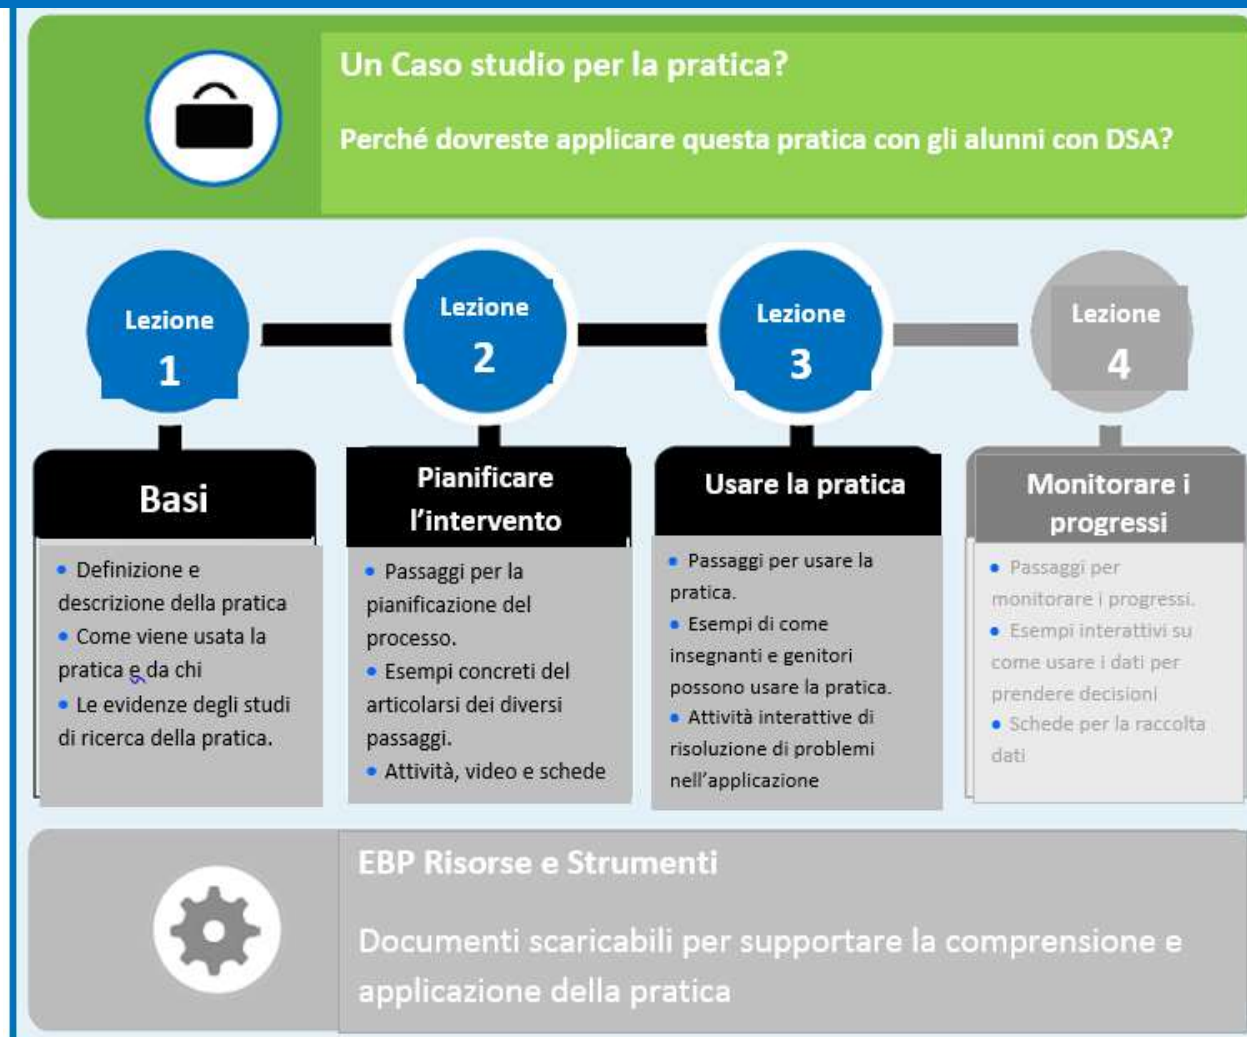 Un Caso studio per la pratica?
Perché dovreste applicare questa pratica con gli alunni con DSA?
Lezione
1
Lezione
2
Lezione
3
Lezione
4
Basi
• Definizione e
descrizione della pratica
• Come viene usata la
pratica e da chi
• Le evidenze degli studi
di ricerca della pratica.
Pianificare
l’intervento
• Passaggi per la
pianificazione del
processo.
• Esempi concreti del
articolarsi dei diversi
passaggi.
• Attività, video e schede
Usare la pratica
• Passaggi per usare la
pratica.
• Esempi di come
insegnanti e genitori
possono usare la pratica.
• Attività interattive di
risoluzione di problemi
nell’applicazione
Monitorare i
progressi
• Passaggi per
monitorare i progressi.
• Esempi interattivi su
come usare i dati per
prendere decisioni
• Schede per la raccolta
dati
EBP Risorse e Strumenti
Documenti scaricabili per supportare la comprensione e
applicazione della pratica